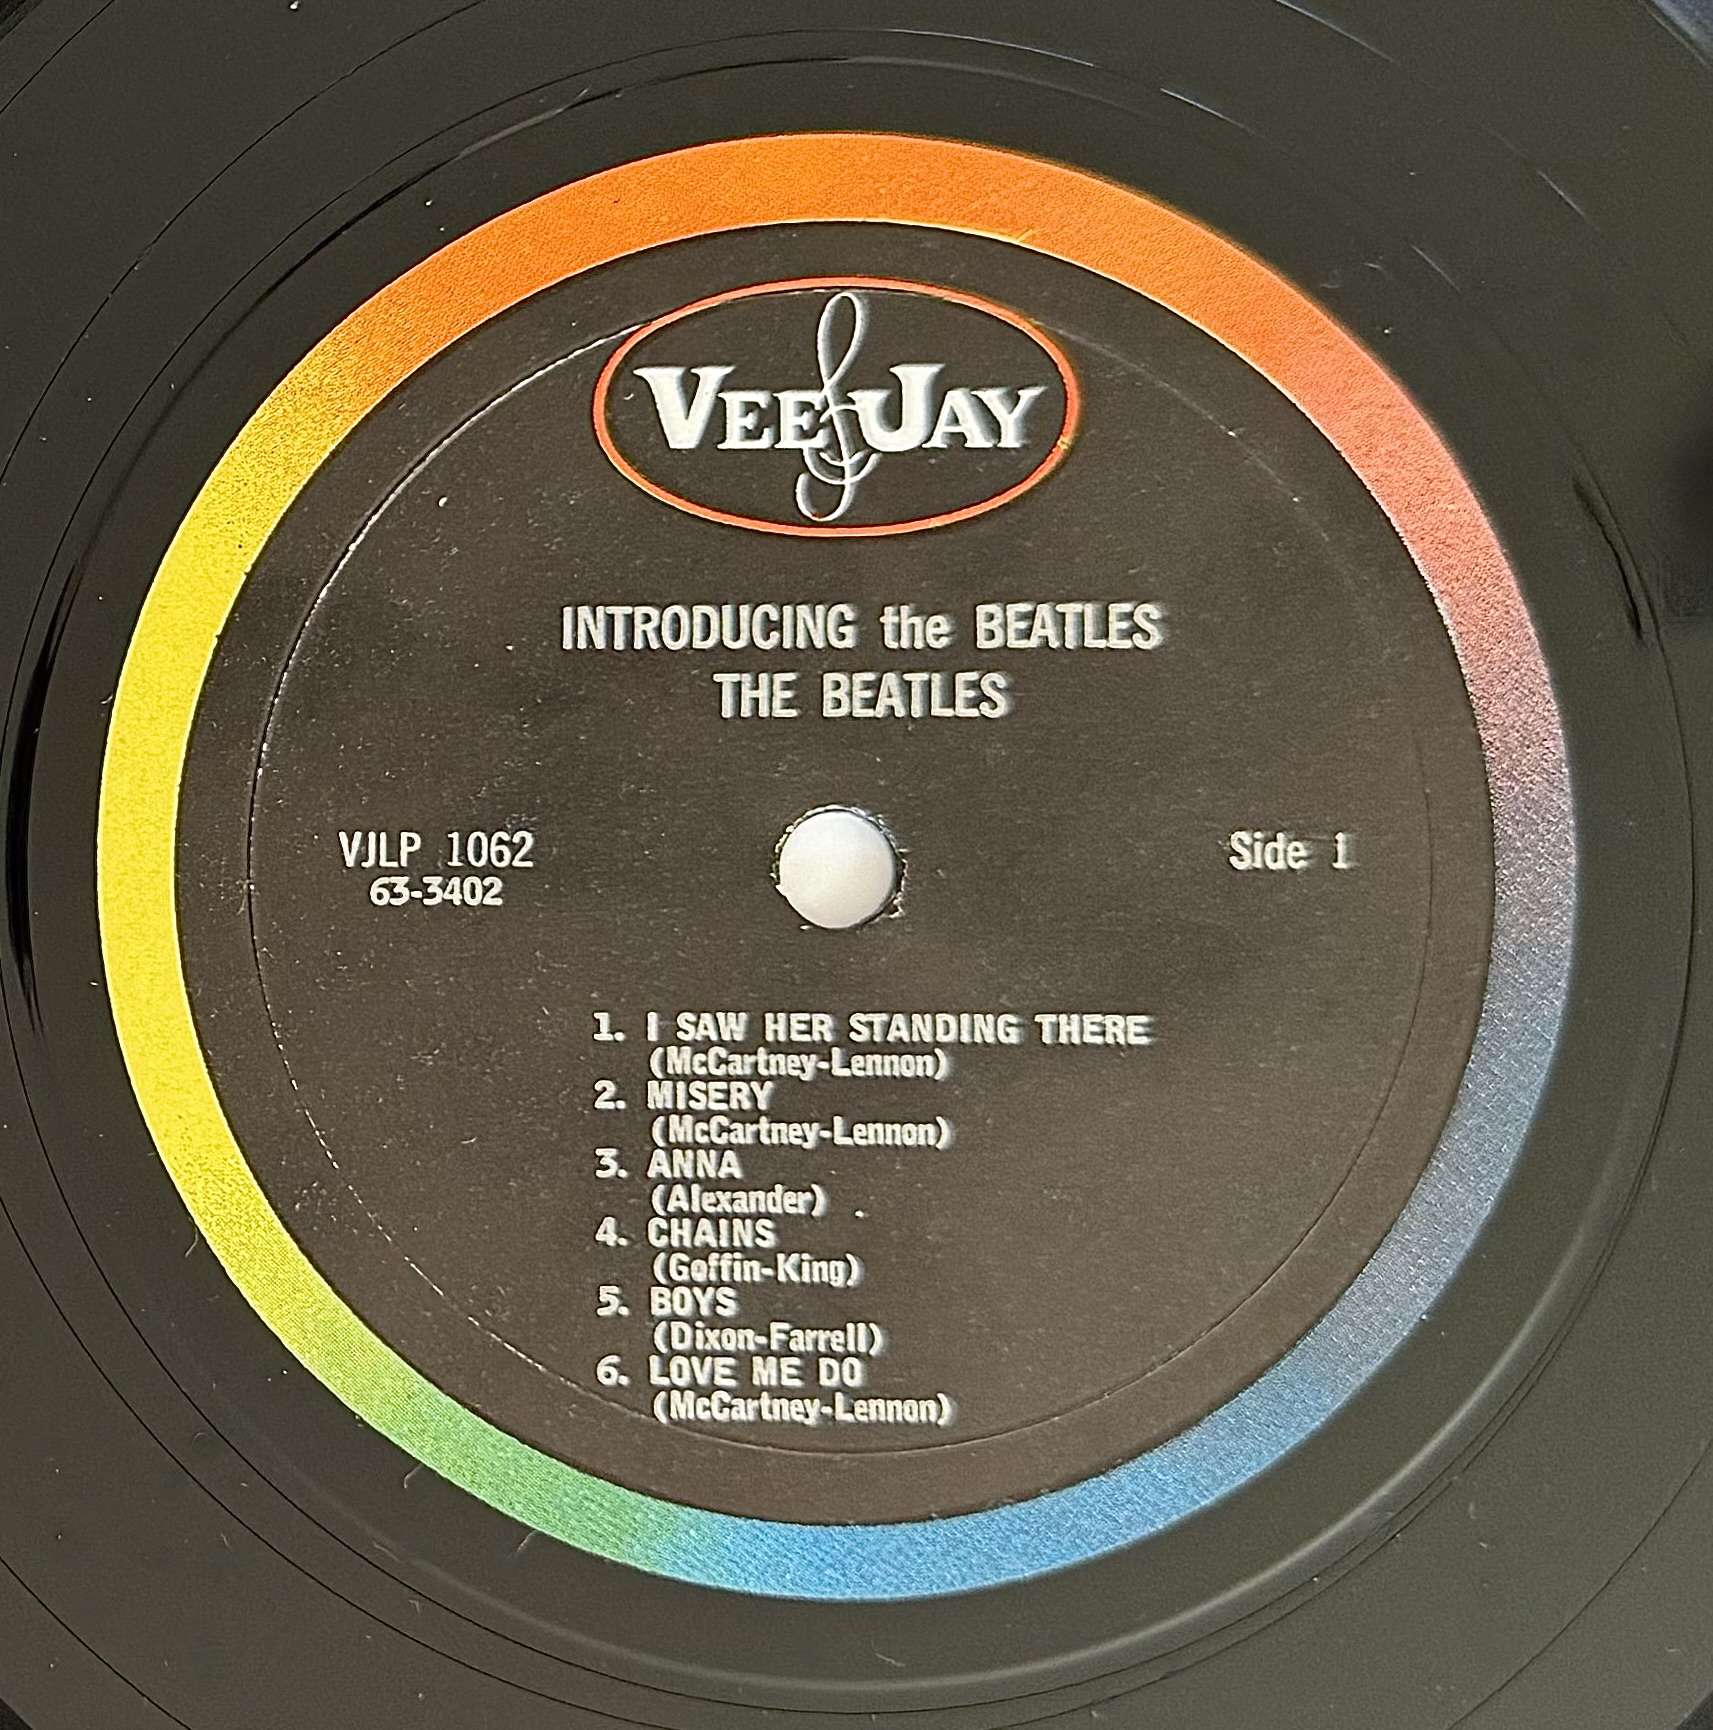 VEE JAY
INTRODUCING the BEATLES
THE BEATLES
VJLP 1062
63-3402
Side 1
1. I SAW HER STANDING THERE
(McCartney-Lennon)
2. MISERY
(McCartney-Lennon)
3. ANNA
(Alexander)
4. CHAINS
(Goffin-King)
5. BOYS
(Dixon-Farrell)
6. LOVE ME DO
(McCartney-Lennon)